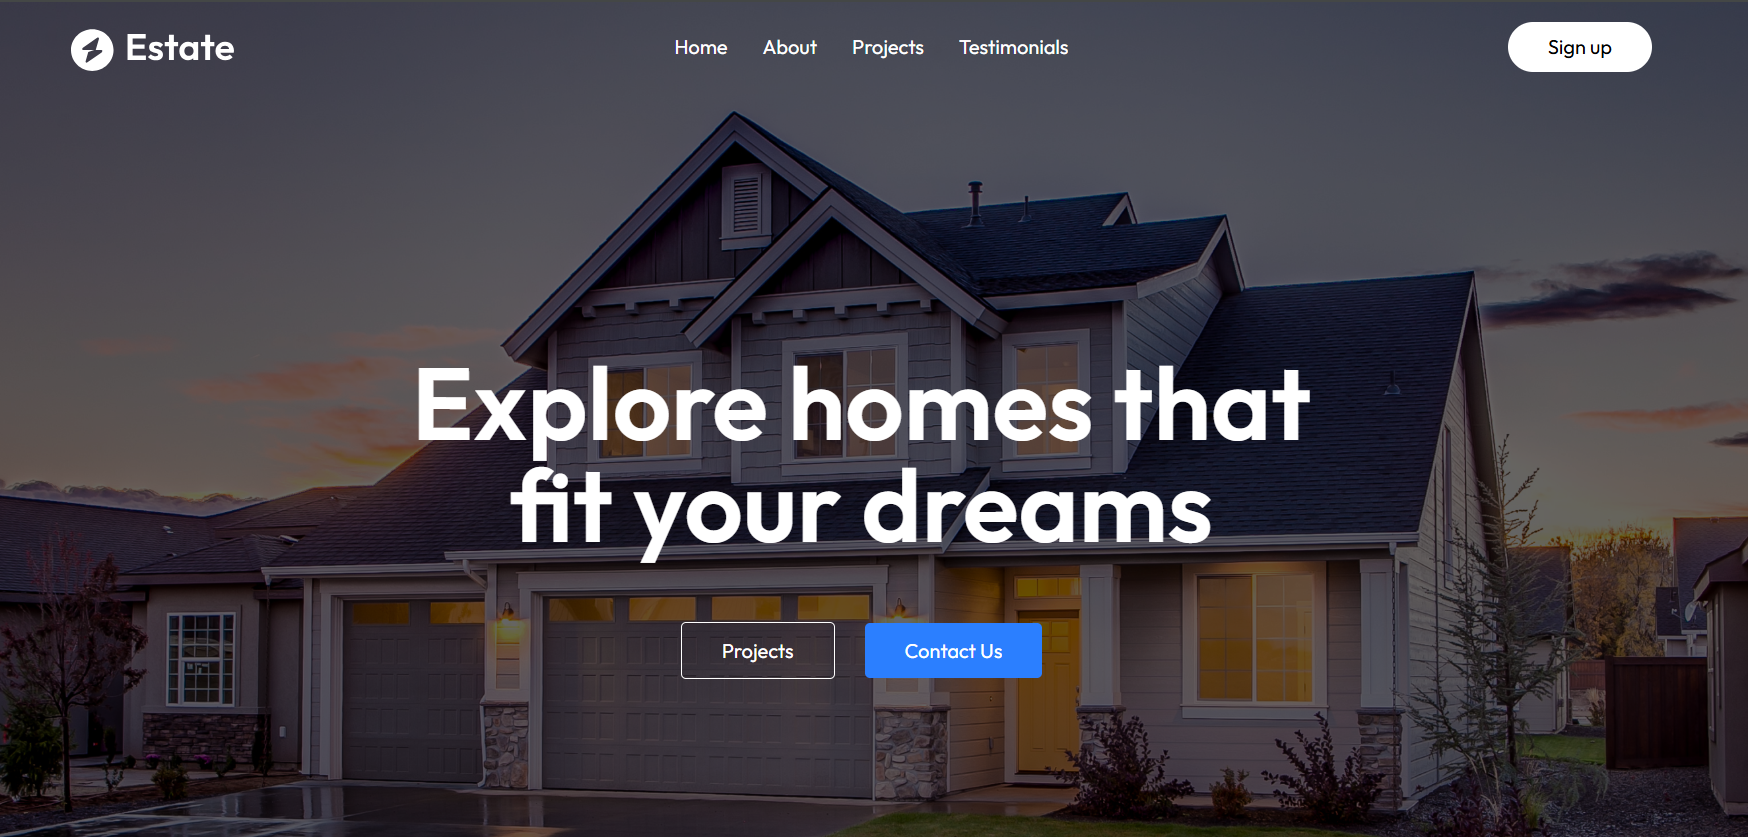 Estate
Home About Projects Testimonials
Sign up
Explore homes that
fit your dreams
Projects
Contact Us